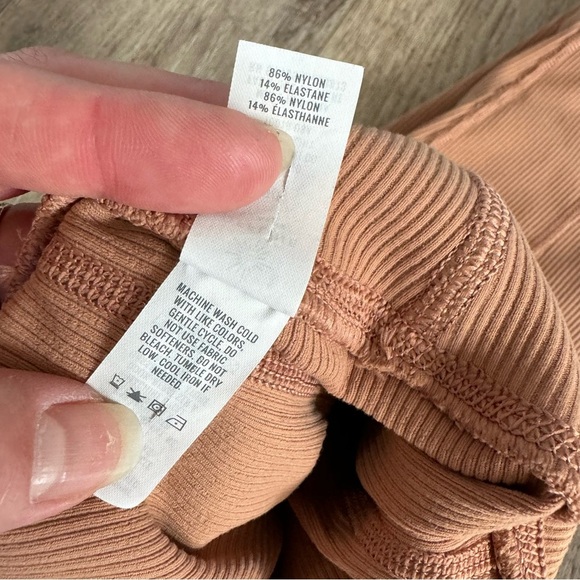 86% NYLON
14% ELASTANE
86% NYLON
14% ÉLASTHANNE
MACHINE WASH COLD
WITH LIKE COLORS,
GENTLE CYCLE. DO
NOT USE FABRIC
SOFTENERS. DO NOT
BLEACH. TUMBLE DRY
LOW. COOL IRON IF
NEEDED